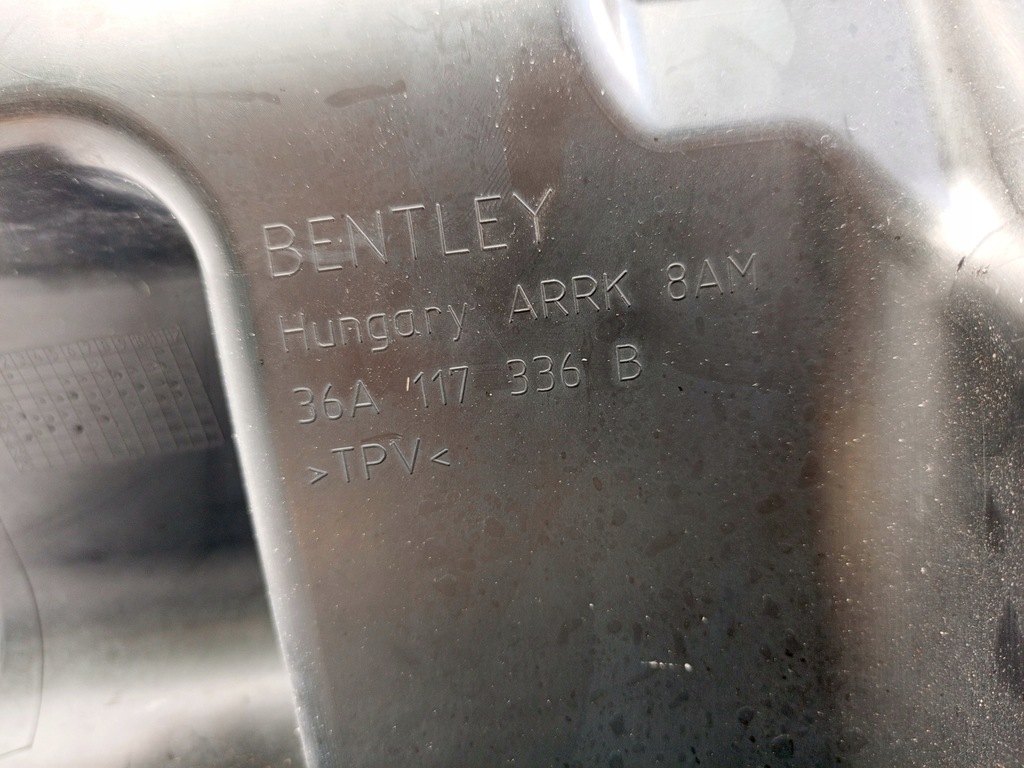 BENTLEY
Hungary ARRK 8AM
36A 117 336 B
>TPV<